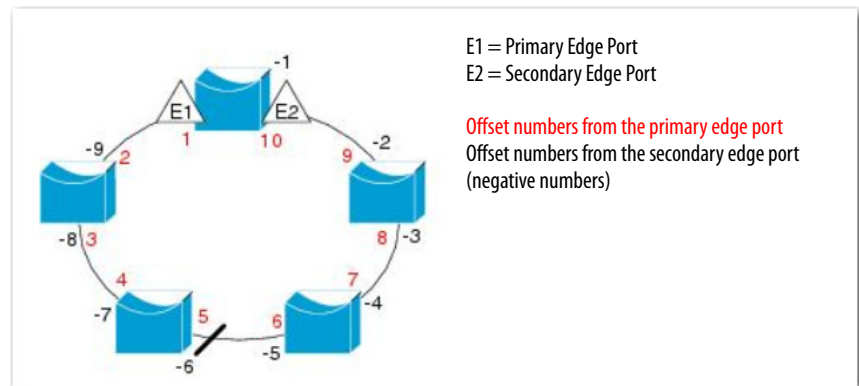 E1 = Primary Edge Port
E2 = Secondary Edge Port
Offset numbers from the primary edge port
Offset numbers from the secondary edge port
(negative numbers)
-1
E1
E2
1
10
-9
2
9
-2
-8
3
8
-3
4
7
-7
-4
5
6
-6
-5